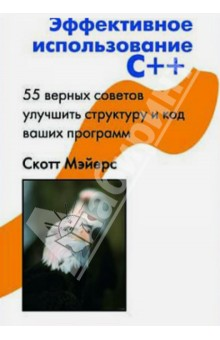 Эффективное
использование
C++
55 верных советов
улучшить структуру и код
ваших программ
Скотт Мэйерс